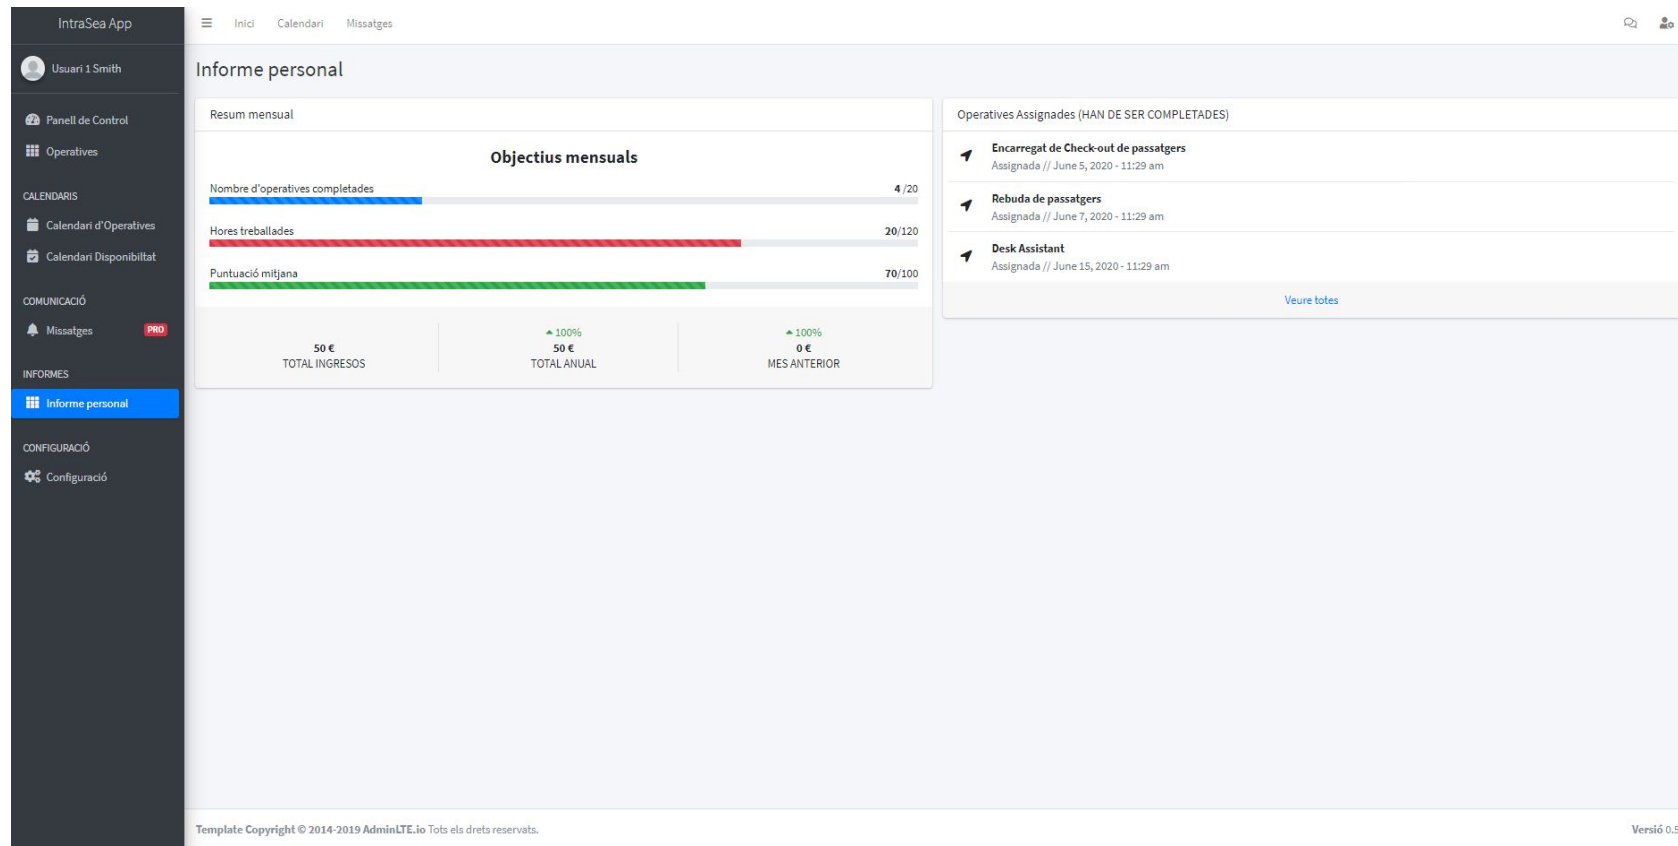 IntraSea App
Inici Calendari Missatges
Usuari 1 Smith
Panell de Control
Operatives
CALENDARIS
Calendari d'Operatives
Calendari Disponibiltat
COMUNICACIÓ
Missatges PRO
INFORMES
Informe personal
CONFIGURACIÓ
Configuració
Informe personal
Resum mensual
Objectius mensuals
Nombre d'operatives completades 4 /20
Hores treballades 20/120
Puntuació mitjana 70/100
50 €
TOTAL INGRESOS
100%
50 €
TOTAL ANUAL
100%
0 €
MES ANTERIOR
Operatives Assignades (HAN DE SER COMPLETADES)
Encarregat de Check-out de passatgers
Assignada // June 5, 2020 - 11:29 am
Rebuda de passatgers
Assignada // June 7, 2020 - 11:29 am
Desk Assistant
Assignada // June 15, 2020 - 11:29 am
Veure totes
Template Copyright © 2014-2019 AdminLTE.io Tots els drets reservats.
Versió 0.5